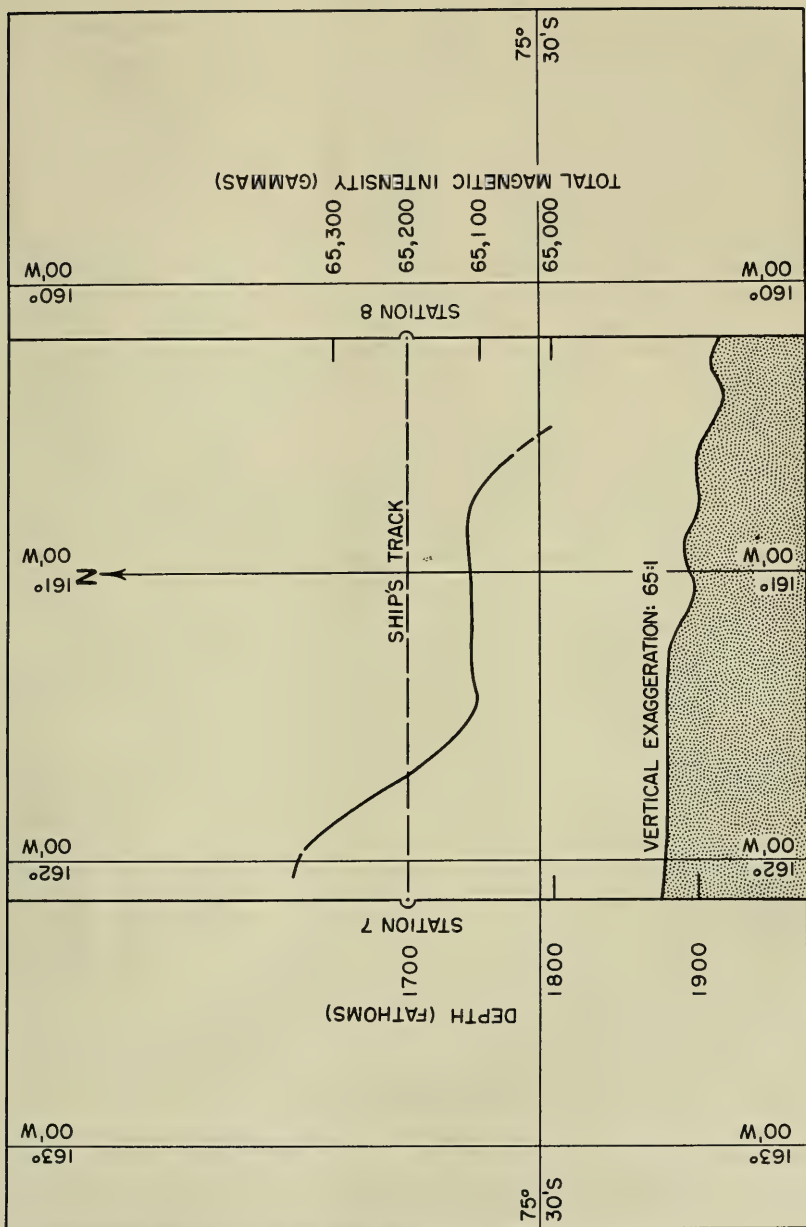 163°
00'W
162°
00'W
161°
00'W
160°
00'W
N
75°
30'S
75°
30'S
DEPTH (FATHOMS)
1700
1800
1900
STATION 7
SHIP'S TRACK
STATION 8
65,300
65,200
65,100
65,000
TOTAL MAGNETIC INTENSITY (GAMMAS)
VERTICAL EXAGGERATION: 65:1
163°
00'W
162°
00'W
161°
00'W
160°
00'W